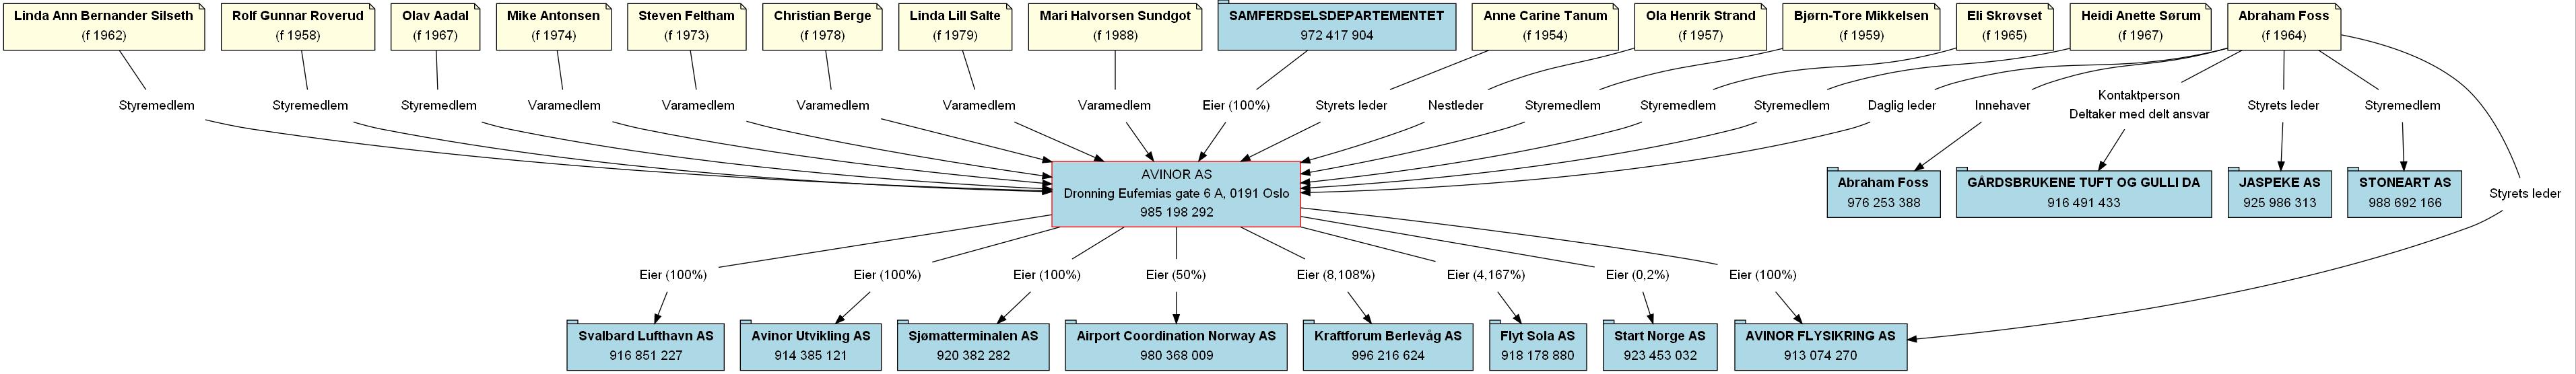 Linda Ann Bernander Silseth
(f 1962)
Rolf Gunnar Roverud
(f 1958)
Olav Aadal
(f 1967)
Mike Antonsen
(f 1974)
Steven Feltham
(f 1973)
Christian Berge
(f 1978)
Linda Lill Salte
(f 1979)
Mari Halvorsen Sundgot
(f 1988)
SAMFERDSELSDEPARTEMENTET
972 417 904
Anne Carine Tanum
(f 1954)
Ola Henrik Strand
(f 1957)
Bjørn-Tore Mikkelsen
(f 1959)
Eli Skrøvset
(f 1965)
Heidi Anette Sørum
(f 1967)
Abraham Foss
(f 1964)
Styremedlem
Styremedlem
Styremedlem
Varamedlem
Varamedlem
Varamedlem
Varamedlem
Varamedlem
Eier (100%)
Styrets leder
Nestleder
Styremedlem
Styremedlem
Styremedlem
Daglig leder
Innehaver
Kontaktperson
Deltaker med delt ansvar
Styrets leder
Styremedlem
AVINOR AS
Dronning Eufemias gate 6 A, 0191 Oslo
985 198 292
Abraham Foss
976 253 388
GÅRDSBRUKENE TUFT OG GULLI DA
916 491 433
JASPEKE AS
925 986 313
STONEART AS
988 692 166
Styrets leder
Eier (100%)
Eier (100%)
Eier (100%)
Eier (50%)
Eier (8,108%)
Eier (4,167%)
Eier (0,2%)
Eier (100%)
Svalbard Lufthavn AS
916 851 227
Avinor Utvikling AS
914 385 121
Sjømatterminalen AS
920 382 282
Airport Coordination Norway AS
980 368 009
Kraftforum Berlevåg AS
996 216 624
Flyt Sola AS
918 178 880
Start Norge AS
923 453 032
AVINOR FLYSIKRING AS
913 074 270